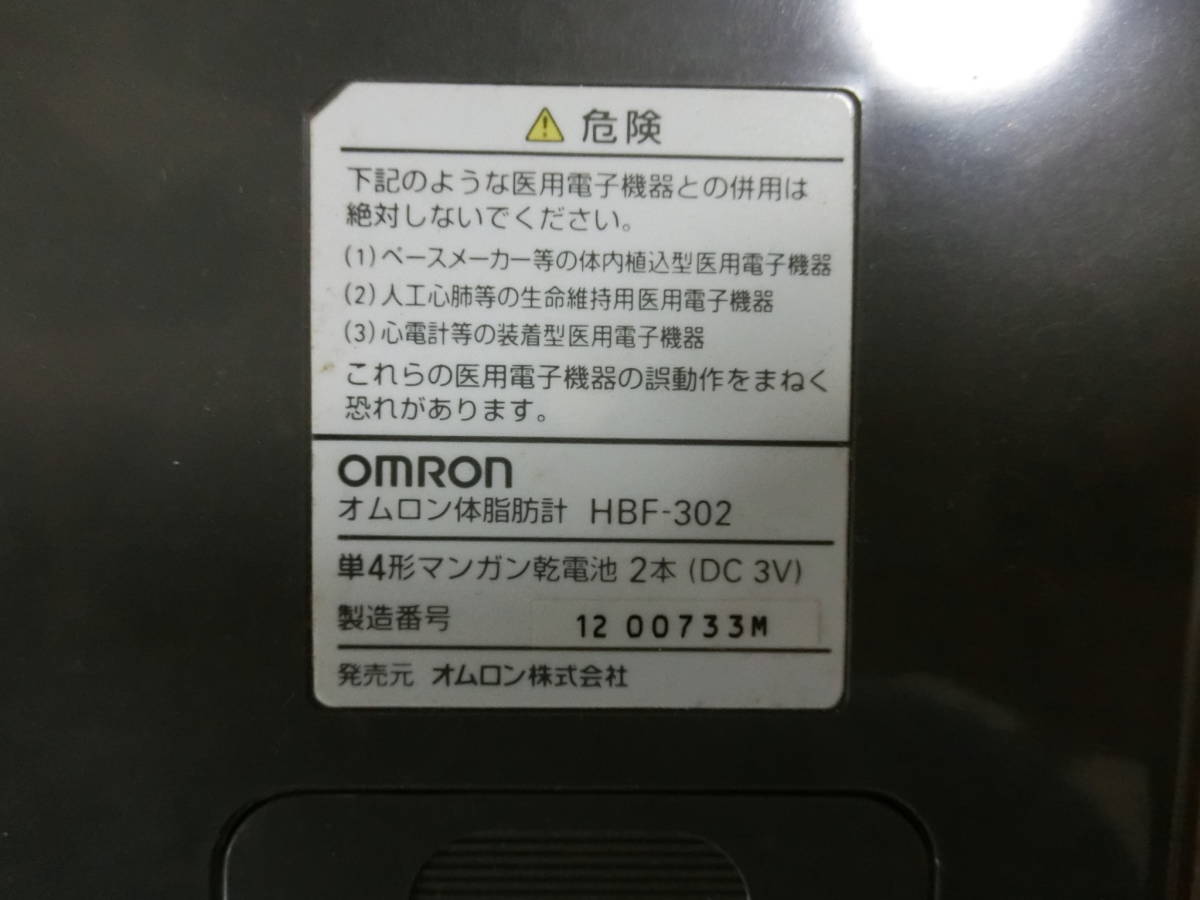 ⚠ 危険
下記のような医用電子機器との併用は
絶対しないでください。
(1)ペースメーカー等の体内植込型医用電子機器
(2)人工心肺等の生命維持用医用電子機器
(3)心電計等の装着型医用電子機器
これらの医用電子機器の誤動作をまねく
恐れがあります。
OMRON
オムロン体脂肪計 HBF-302
単4形マンガン乾電池 2本 (DC 3V)
製造番号 12 00733M
発売元 オムロン株式会社